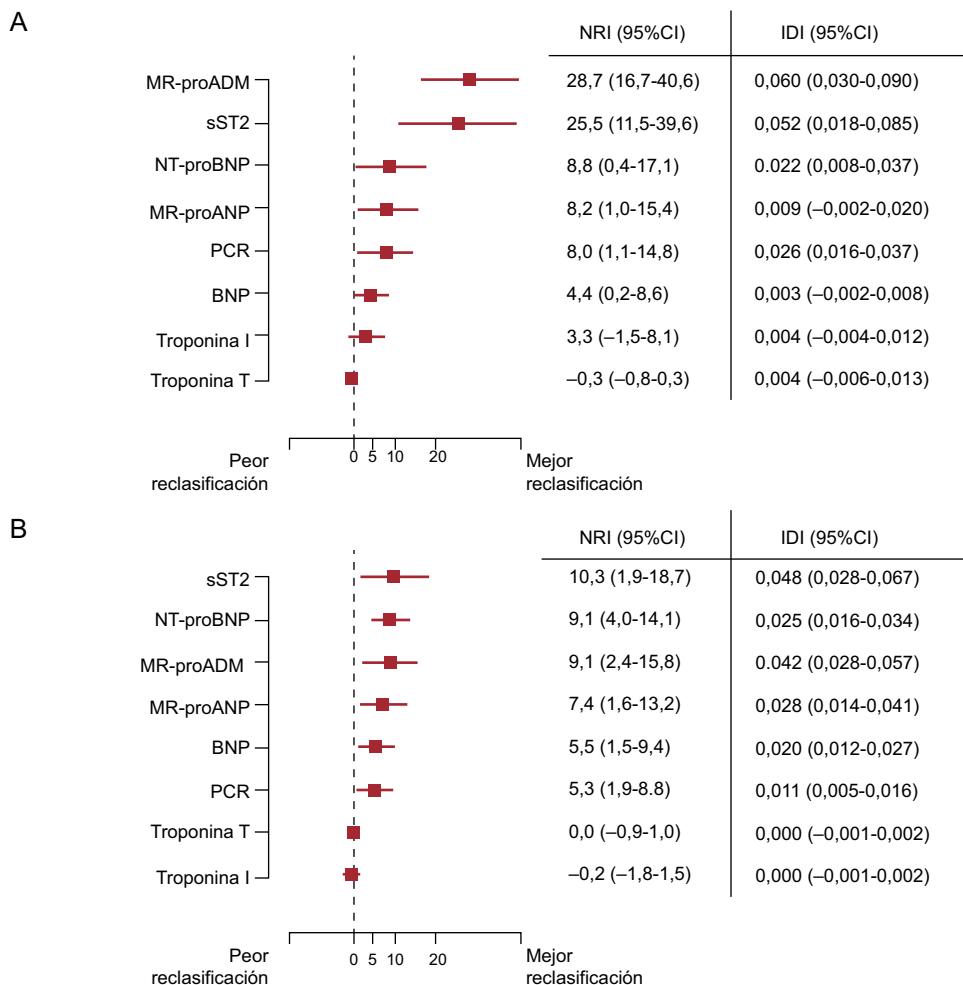 A
NRI (95%CI) IDI (95%CI)
MR-proADM 28,7 (16,7-40,6) 0,060 (0,030-0,090)
sST2 25,5 (11,5-39,6) 0,052 (0,018-0,085)
NT-proBNP 8,8 (0,4-17,1) 0.022 (0,008-0,037)
MR-proANP 8,2 (1,0-15,4) 0,009 (–0,002-0,020)
PCR 8,0 (1,1-14,8) 0,026 (0,016-0,037)
BNP 4,4 (0,2-8,6) 0,003 (–0,002-0,008)
Troponina I 3,3 (–1,5-8,1) 0,004 (–0,004-0,012)
Troponina T –0,3 (–0,8-0,3) 0,004 (–0,006-0,013)
0 5 10 20
Peor Mejor
reclasificación reclasificación
B
NRI (95%CI) IDI (95%CI)
sST2 10,3 (1,9-18,7) 0,048 (0,028-0,067)
NT-proBNP 9,1 (4,0-14,1) 0,025 (0,016-0,034)
MR-proADM 9,1 (2,4-15,8) 0.042 (0,028-0,057)
MR-proANP 7,4 (1,6-13,2) 0,028 (0,014-0,041)
BNP 5,5 (1,5-9,4) 0,020 (0,012-0,027)
PCR 5,3 (1,9-8.8) 0,011 (0,005-0,016)
Troponina T 0,0 (–0,9-1,0) 0,000 (–0,001-0,002)
Troponina I –0,2 (–1,8-1,5) 0,000 (–0,001-0,002)
0 5 10 20
Peor Mejor
reclasificación reclasificación